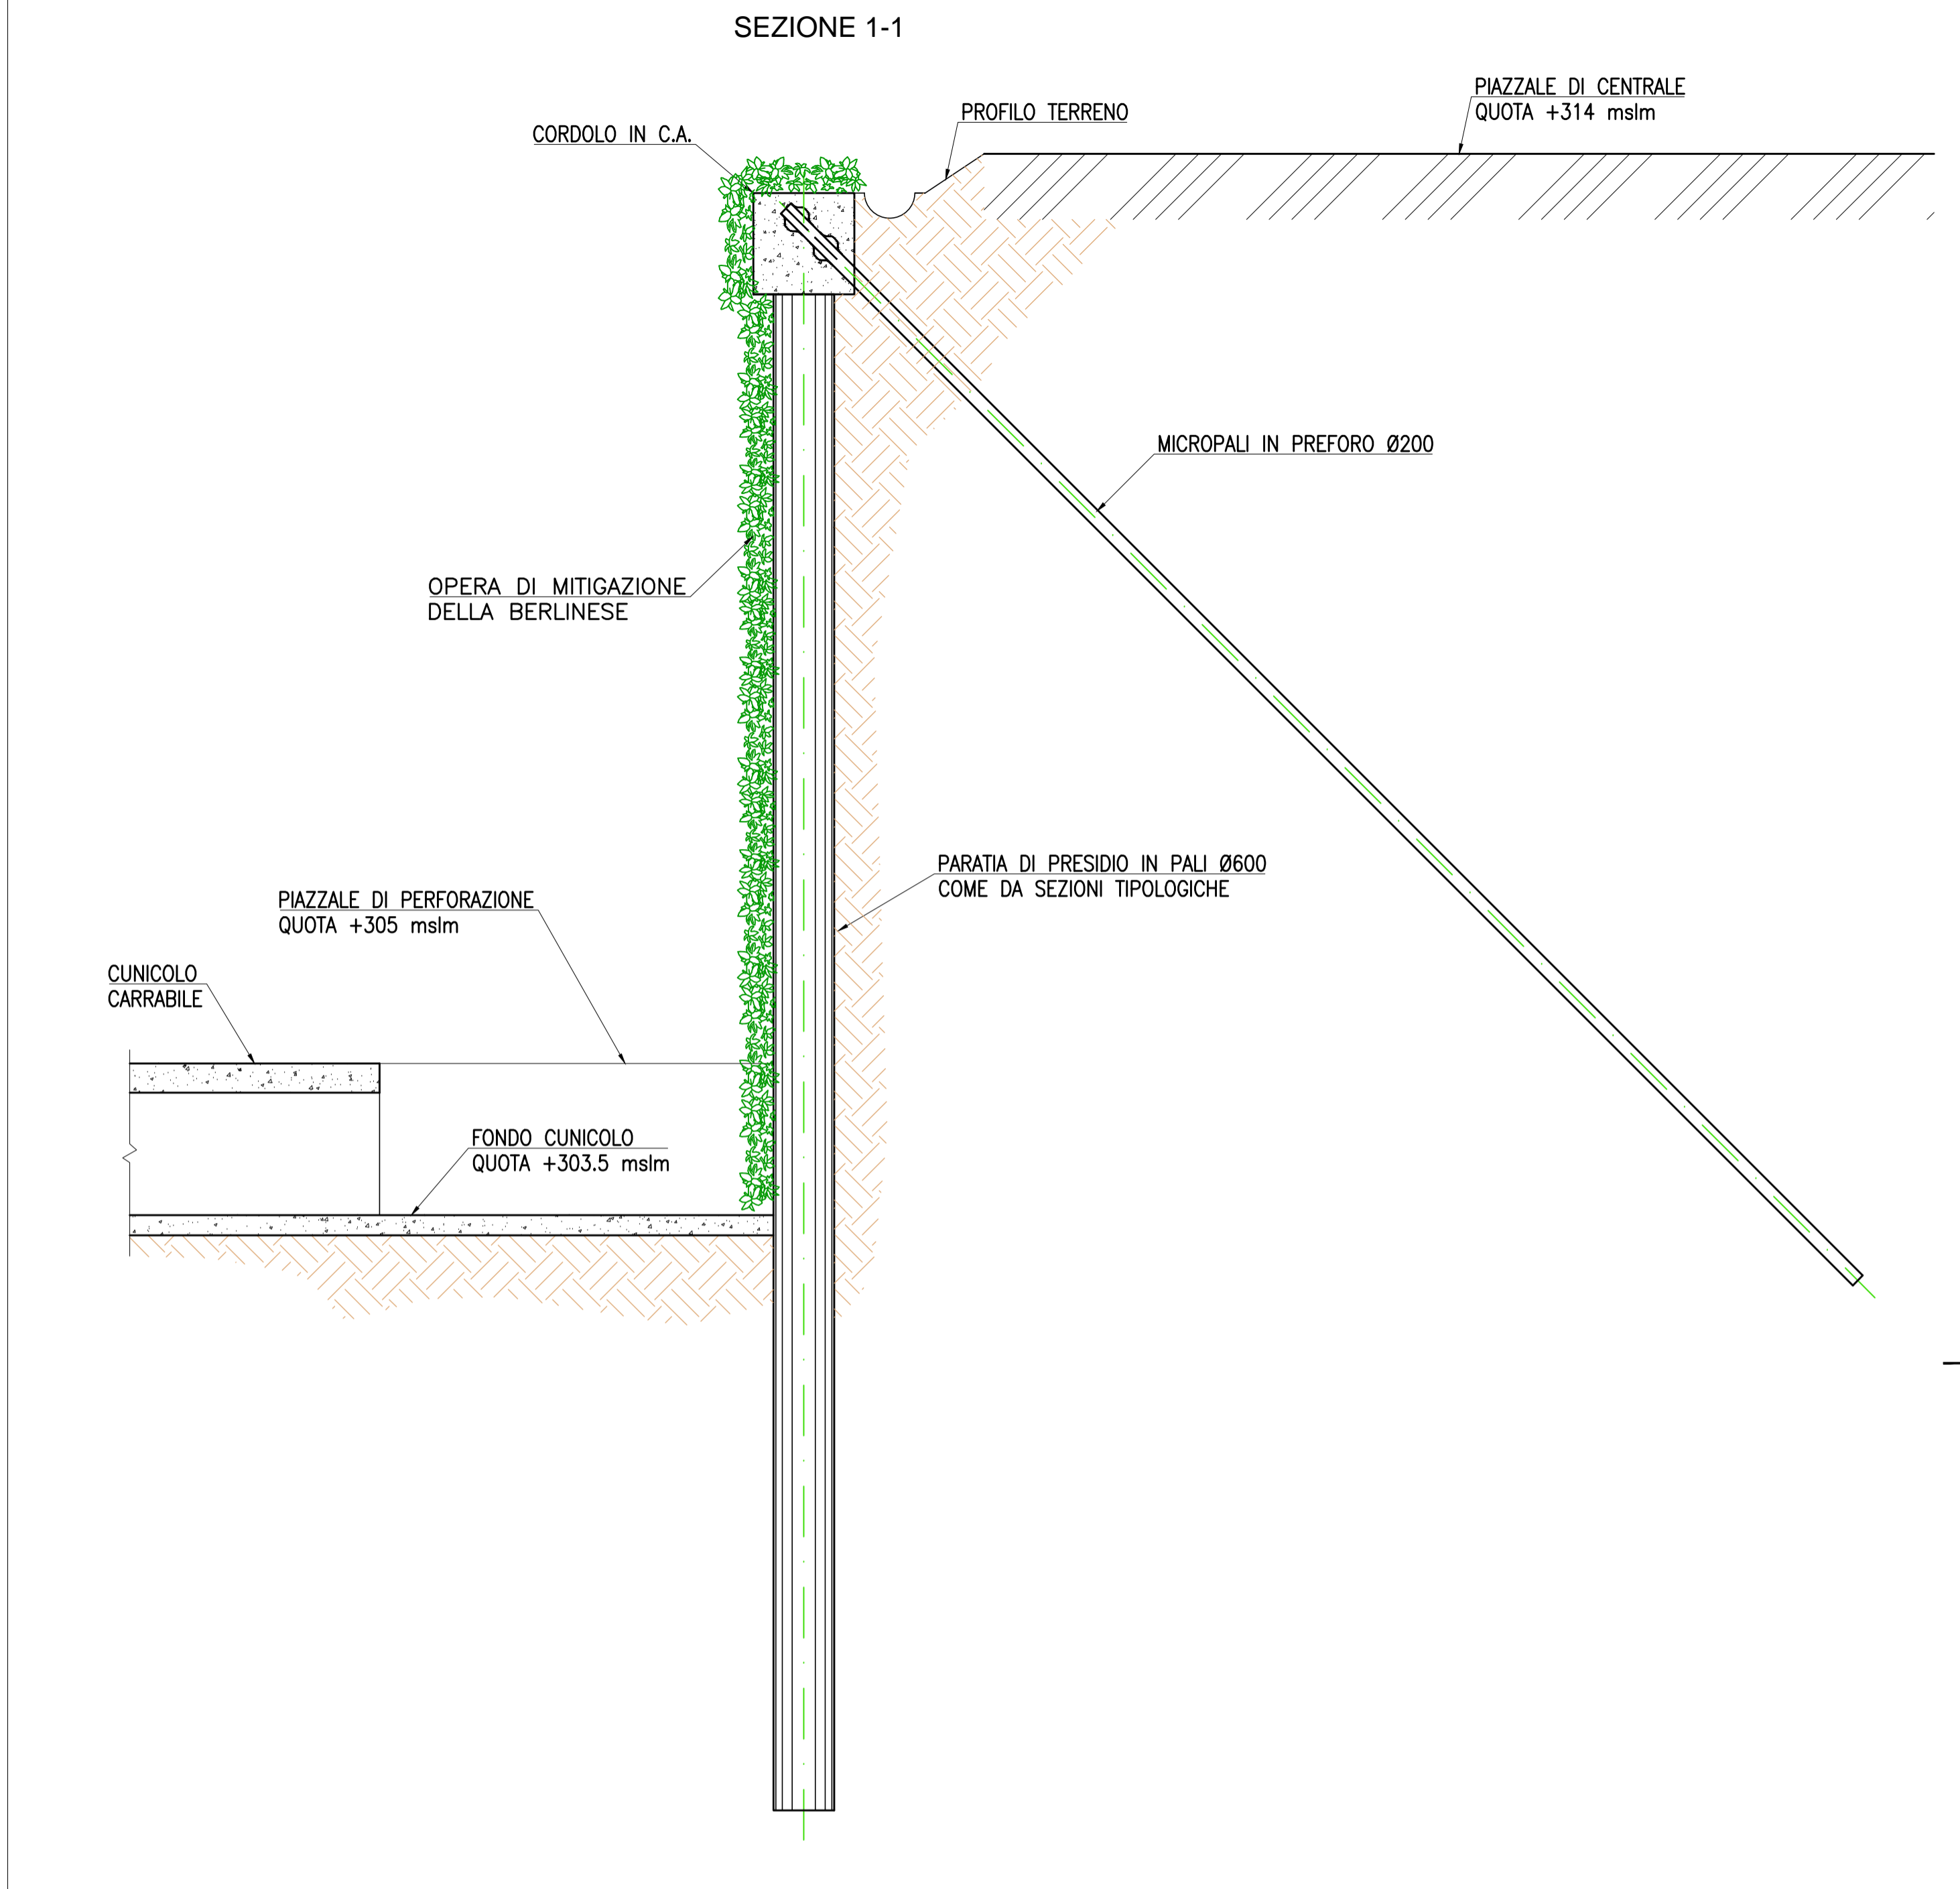 SEZIONE 1-1
PIAZZALE DI CENTRALE
QUOTA +314 mslm
PROFILO TERRENO
CORDOLO IN C.A.
MICROPALI IN PREFORO Ø200
OPERA DI MITIGAZIONE
DELLA BERLINESE
PARATIA DI PRESIDIO IN PALI Ø600
COME DA SEZIONI TIPOLOGICHE
PIAZZALE DI PERFORAZIONE
QUOTA +305 mslm
CUNICOLO
CARRABILE
FONDO CUNICOLO
QUOTA +303.5 mslm